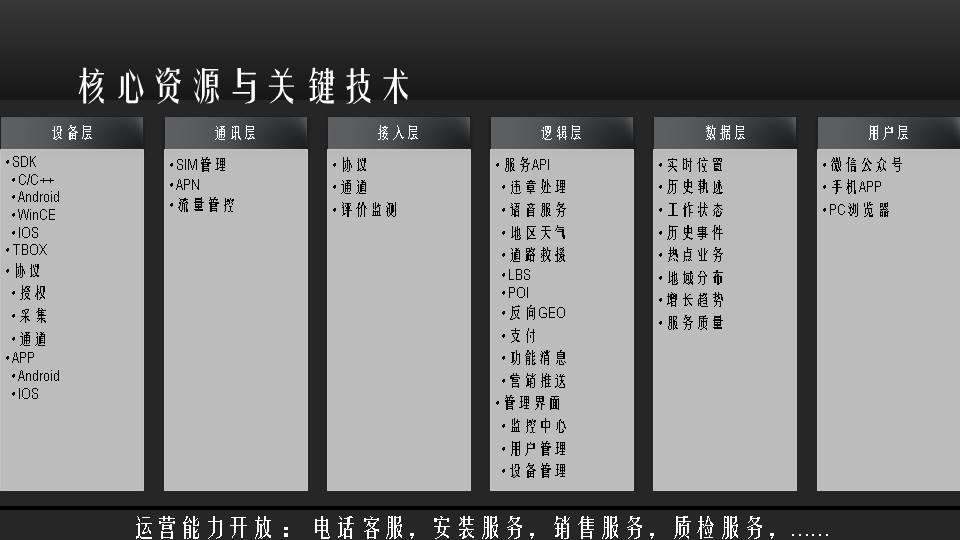 核心资源与关键技术
设备层
•SDK
•C/C++
•Android
•WinCE
•IOS
•TBOX
•协议
•授权
•采集
•通道
•APP
•Android
•IOS
通讯层
•SIM管理
•APN
•流量管控
接入层
•协议
•通道
•评价监测
逻辑层
•服务API
•违章处理
•语音服务
•地区天气
•道路救援
•LBS
•POI
•反向GEO
•支付
•功能消息
•营销推送
•管理界面
•监控中心
•用户管理
•设备管理
数据层
•实时位置
•历史轨迹
•工作状态
•历史事件
•热点业务
•地域分布
•增长趋势
•服务质量
用户层
•微信公众号
•手机APP
•PC浏览器
运营能力开放：电话客服，安装服务，销售服务，质检服务，……